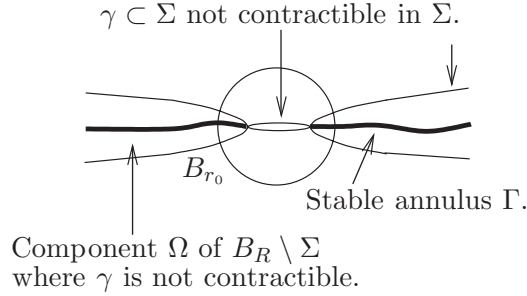 γ ⊂ Σ not contractible in Σ.
B_{r_0}
Stable annulus Γ.
Component Ω of B_R \ Σ
where γ is not contractible.